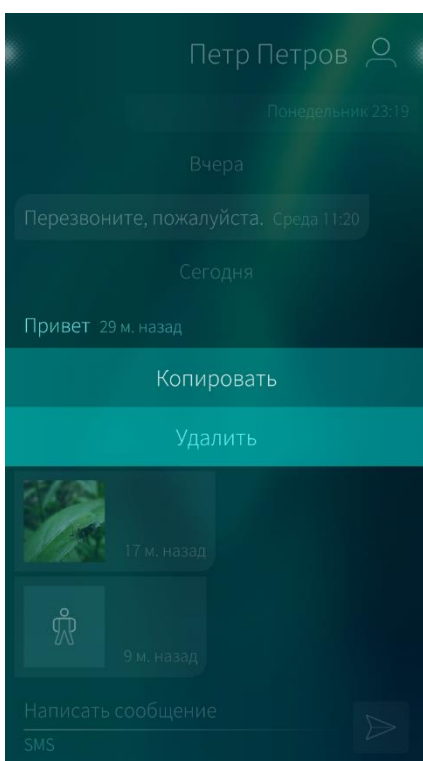 Петр Петров
Понедельник 23:19
Вчера
Перезвоните, пожалуйста. Среда 11:20
Сегодня
Привет 29 м. назад
Копировать
Удалить
17 м. назад
9 м. назад
Написать сообщение
SMS